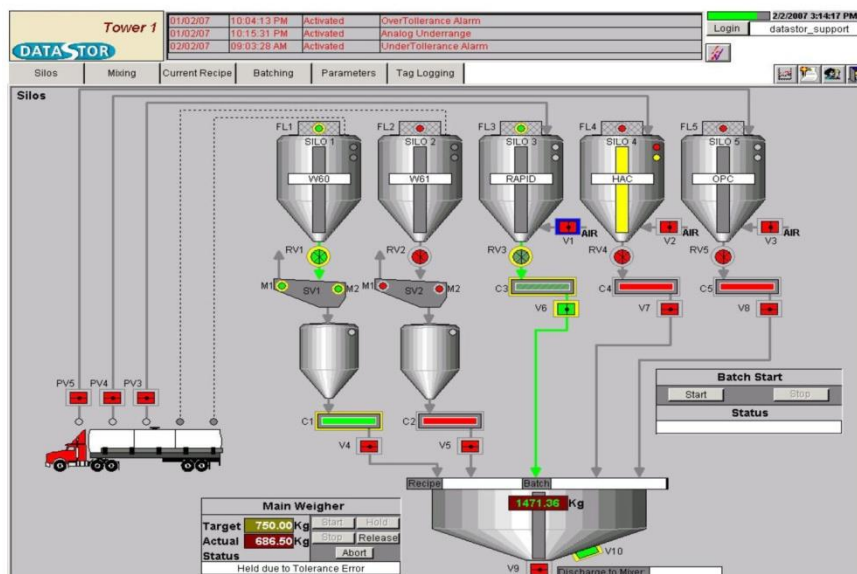 Tower 1
DATASTOR
01/02/07 10:04:13 PM Activated OverTollerance Alarm
01/02/07 10:15:31 PM Activated Analog Underrange
02/02/07 09:03:28 AM Activated UnderTollerance Alarm
2/2/2007 3:14:17 PM
Login datastor_support
Silos Mixing Current Recipe Batching Parameters Tag Logging
Silos
FL1 FL2 FL3 FL4 FL5
SILO 1 SILO 2 SILO 3 SILO 4 SILO 5
W60 W61 RAPID HAC OPC
AIR AIR AIR
V1 V2 V3
RV1 RV2 RV3 RV4 RV5
M1 SV1 M2 M1 SV2 M2 C3 C4 C5
V6 V7 V8
PV5 PV4 PV3
Batch Start
Start Stop
Status
C1 C2
V4 V5
Recipe Batch
1471.36 Kg
Main Weigher
Target 750.00 Kg Start Hold
Actual 686.50 Kg Stop Release
Status Abort
Held due to Tolerance Error
V10
V9
Discharge to Mixer: